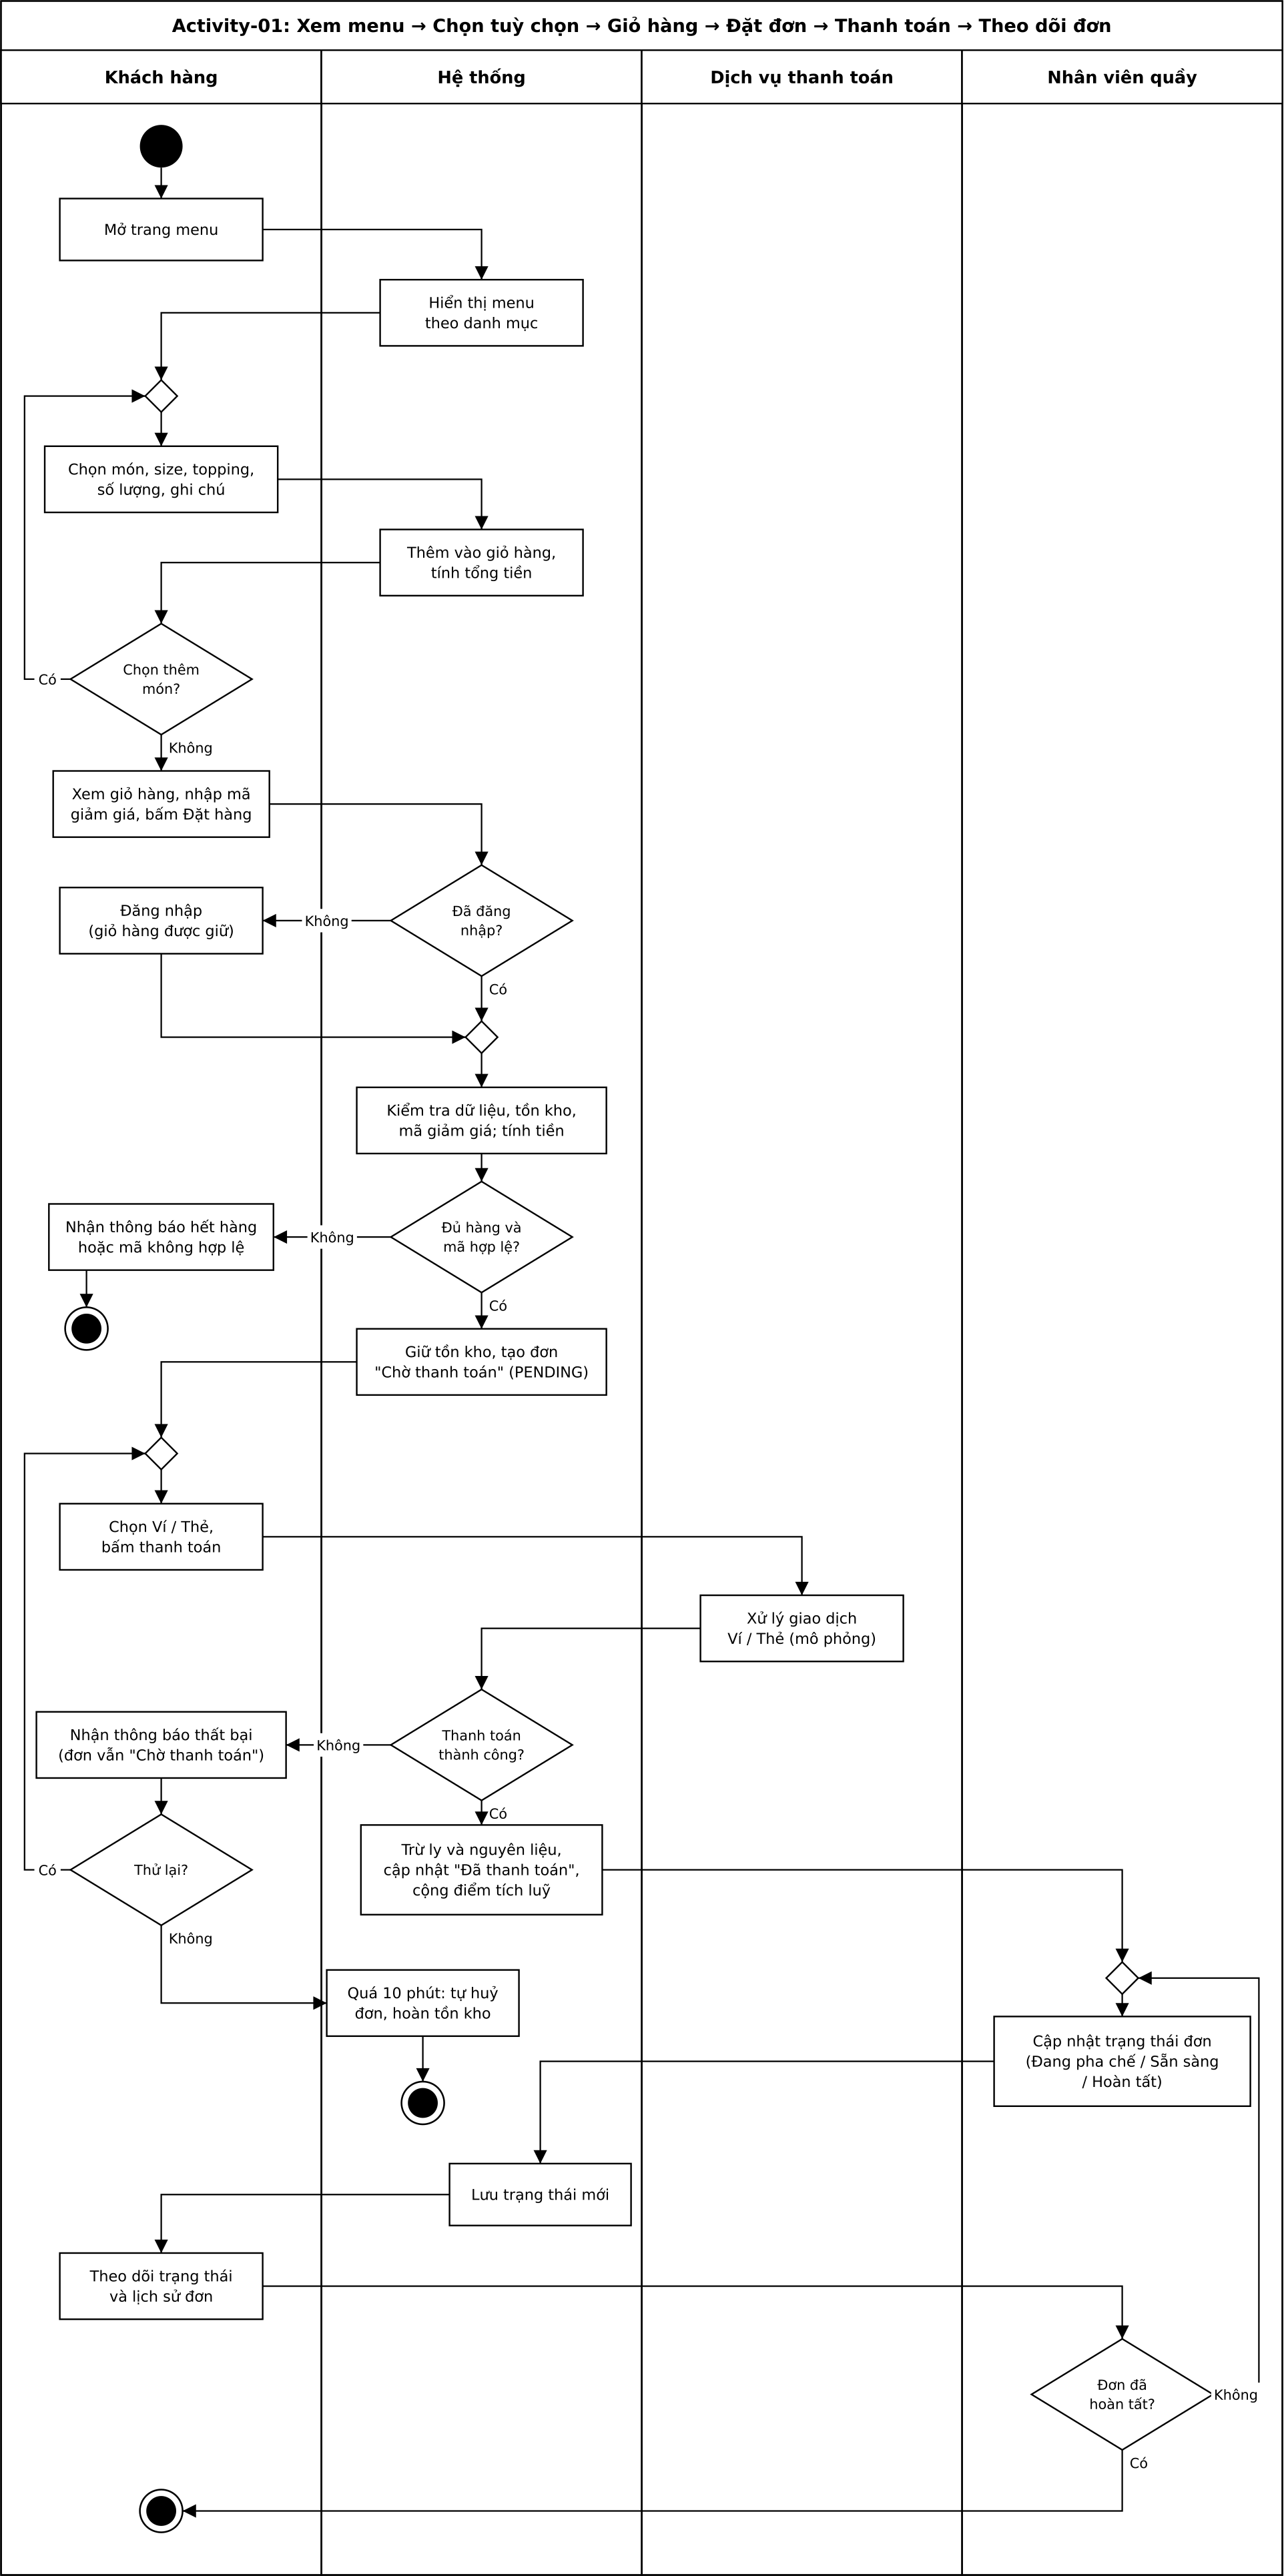 Activity-01: Xem menu → Chọn tuỳ chọn → Giỏ hàng → Đặt đơn → Thanh toán → Theo dõi đơn
Khách hàng
Hệ thống
Dịch vụ thanh toán
Nhân viên quầy
Mở trang menu
Hiển thị menu
theo danh mục
Chọn món, size, topping,
số lượng, ghi chú
Thêm vào giỏ hàng,
tính tổng tiền
Chọn thêm
món?
Có
Không
Xem giỏ hàng, nhập mã
giảm giá, bấm Đặt hàng
Đã đăng
nhập?
Không
Đăng nhập
(giỏ hàng được giữ)
Có
Kiểm tra dữ liệu, tồn kho,
mã giảm giá; tính tiền
Đủ hàng và
mã hợp lệ?
Không
Nhận thông báo hết hàng
hoặc mã không hợp lệ
Có
Giữ tồn kho, tạo đơn
"Chờ thanh toán" (PENDING)
Chọn Ví / Thẻ,
bấm thanh toán
Xử lý giao dịch
Ví / Thẻ (mô phỏng)
Thanh toán
thành công?
Không
Nhận thông báo thất bại
(đơn vẫn "Chờ thanh toán")
Có
Trừ ly và nguyên liệu,
cập nhật "Đã thanh toán",
cộng điểm tích luỹ
Thử lại?
Có
Không
Quá 10 phút: tự huỷ
đơn, hoàn tồn kho
Cập nhật trạng thái đơn
(Đang pha chế / Sẵn sàng
/ Hoàn tất)
Lưu trạng thái mới
Theo dõi trạng thái
và lịch sử đơn
Đơn đã
hoàn tất?
Không
Có